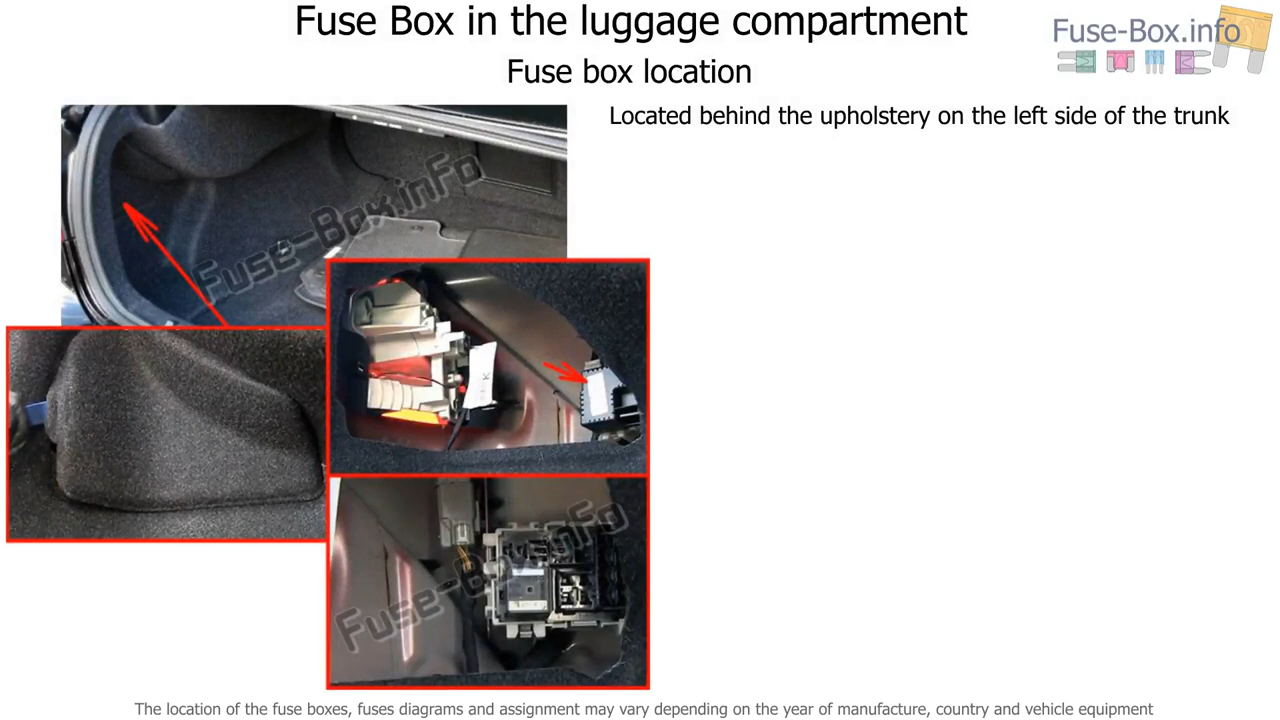 Fuse Box in the luggage compartment
Fuse-Box.info
Fuse box location
Located behind the upholstery on the left side of the trunk
Fuse-Box.inFo
Fuse-Box.inFo
The location of the fuse boxes, fuses diagrams and assignment may vary depending on the year of manufacture, country and vehicle equipment